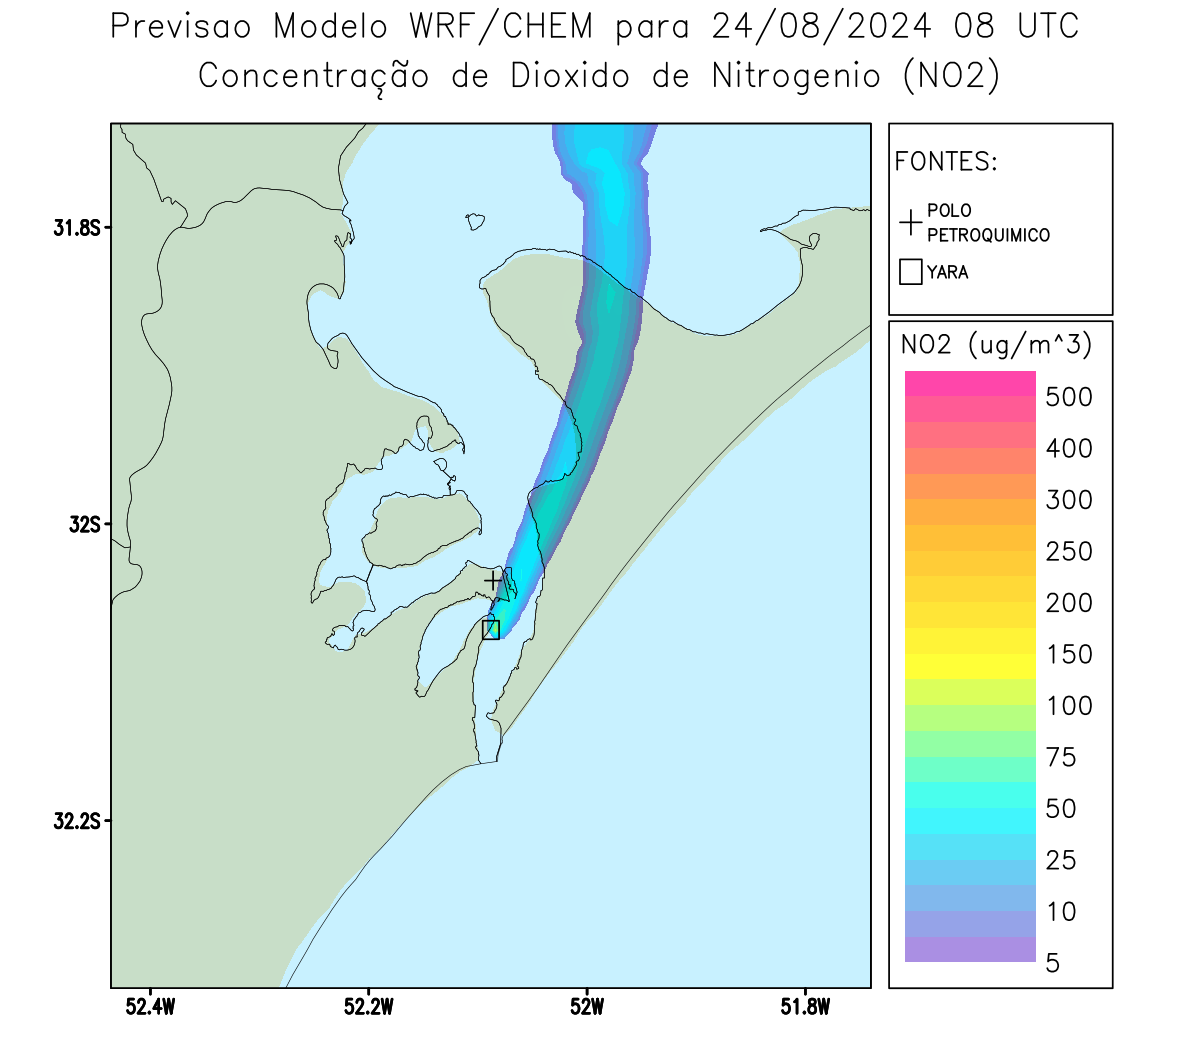 Previsao Modelo WRF/CHEM para 24/08/2024 08 UTC
Concentração de Dioxido de Nitrogenio (NO2)
FONTES:
POLO
PETROQUIMICO
YARA
31.8S
32S
32.2S
52.4W
52.2W
52W
51.8W
NO2 (ug/m^3)
500
400
300
250
200
150
100
75
50
25
10
5